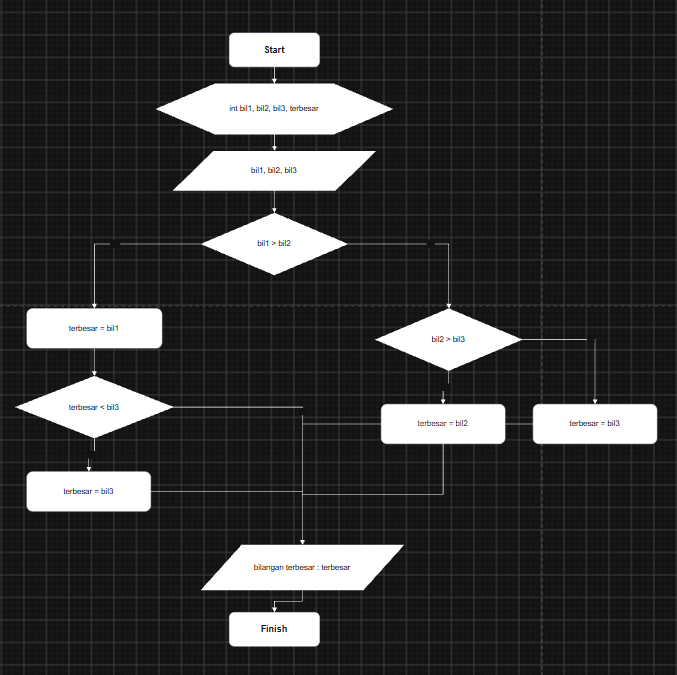 Start
int bil1, bil2, bil3, terbesar
bil1, bil2, bil3
bil1 > bil2
terbesar = bil1
bil2 > bil3
terbesar < bil3
terbesar = bil2
terbesar = bil3
terbesar = bil3
bilangan terbesar : terbesar
Finish